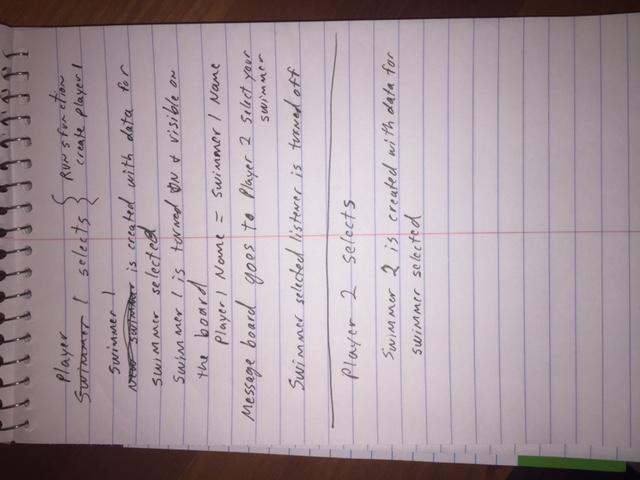 Player
Swimmer 1 selects { Runs function
create player 1
Swimmer 1
New swimmer is created with data for
swimmer selected
Swimmer 1 is turned ON & visible on
the board
Player 1 Name = Swimmer 1 Name
Message board goes to Player 2 Select your
swimmer
Swimmer selected listener is turned off
Player 2 selects
Swimmer 2 is created with data for
swimmer selected